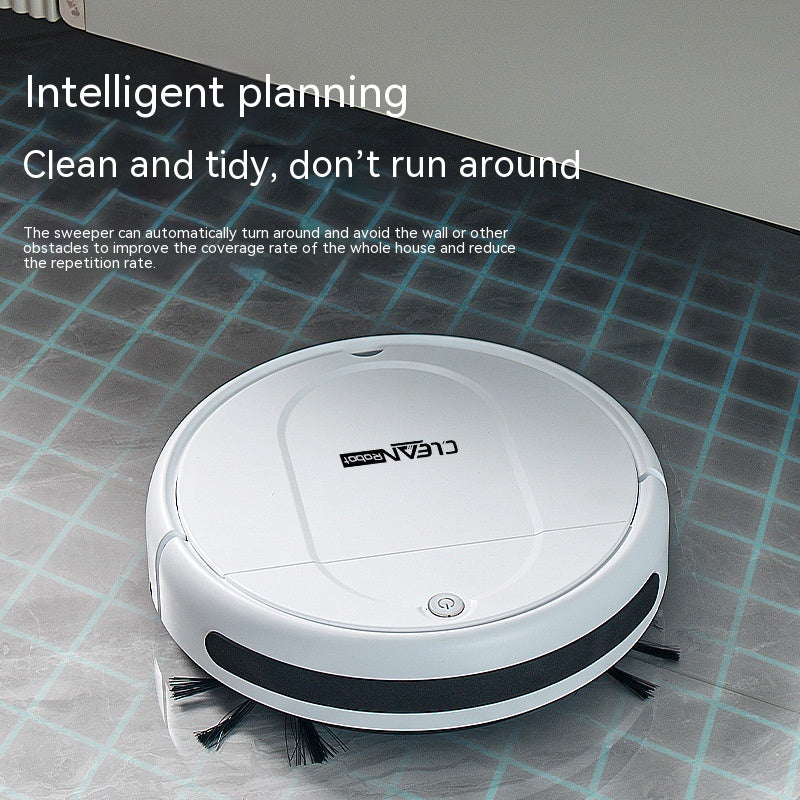 Intelligent planning
Clean and tidy, don't run around
The sweeper can automatically turn around and avoid the wall or other
obstacles to improve the coverage rate of the whole house and reduce
the repetition rate.
CLEAN Robot